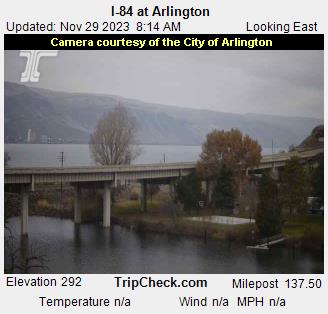 I-84 at Arlington
Updated: Nov 29 2023 8:14 AM Looking East
Camera courtesy of the City of Arlington
Elevation 292 TripCheck.com Milepost 137.50
Temperature n/a Wind n/a MPH n/a